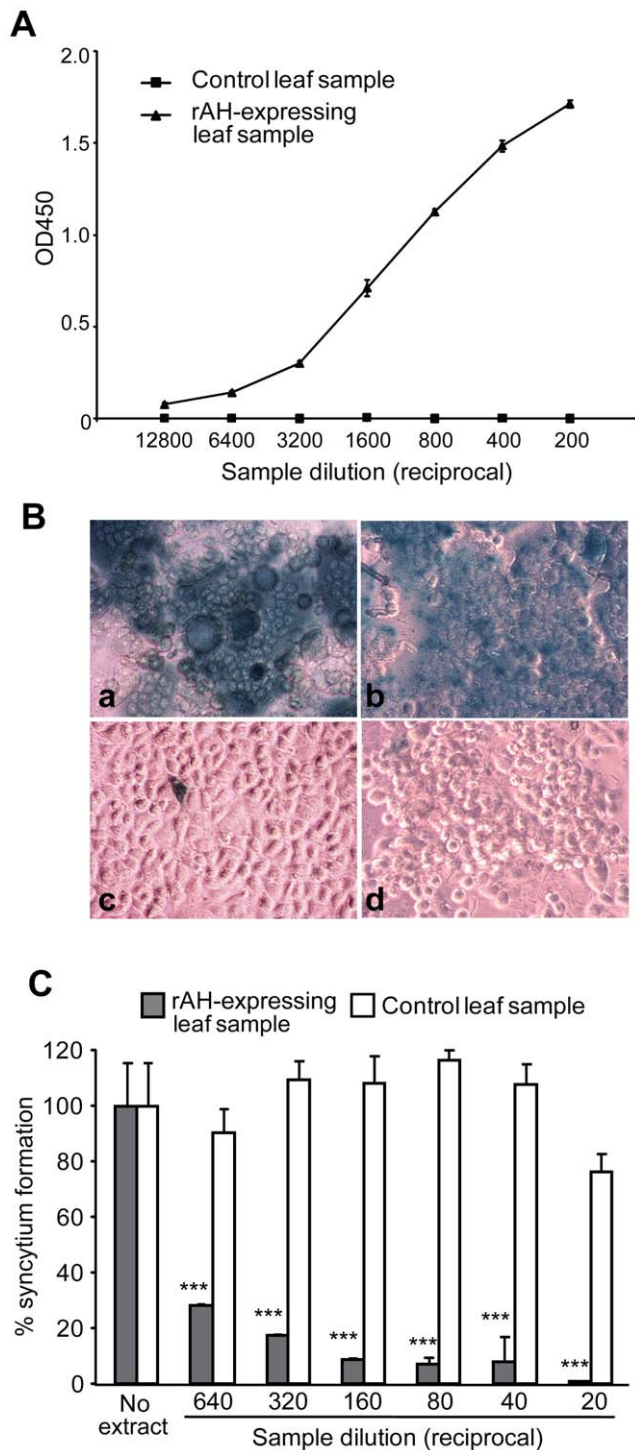 A
2.0
1.5
1.0
0.5
0
OD450
Control leaf sample
rAH-expressing
leaf sample
12800 6400 3200 1600 800 400 200
Sample dilution (reciprocal)
B
a
b
c
d
C
rAH-expressing
leaf sample
Control leaf sample
120
100
80
60
40
20
0
% syncytium formation
*** *** *** *** *** ***
No
extract
640 320 160 80 40 20
Sample dilution (reciprocal)